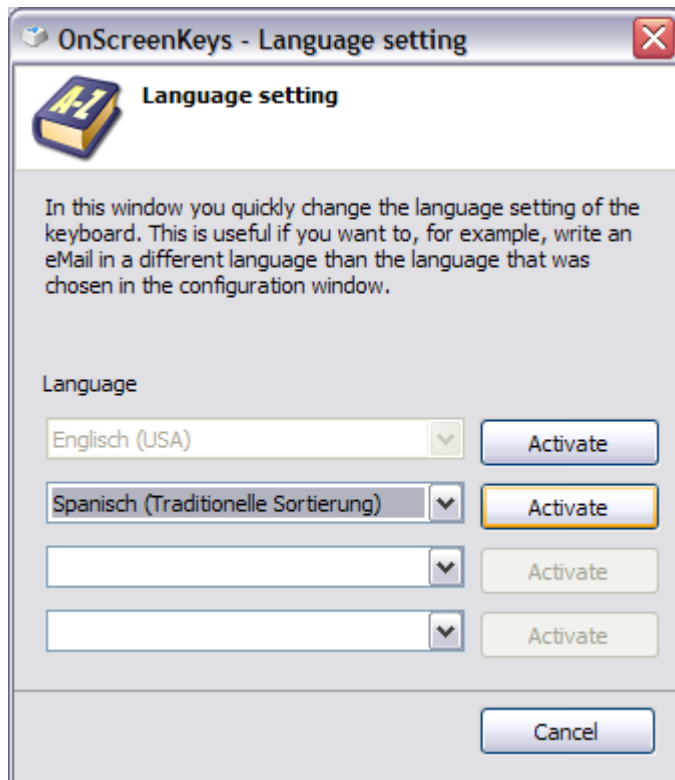 OnScreenKeys - Language setting
A-Z
Language setting
In this window you quickly change the language setting of the
keyboard. This is useful if you want to, for example, write an
eMail in a different language than the language that was
chosen in the configuration window.
Language
Englisch (USA) Activate
Spanisch (Traditionelle Sortierung) Activate
Activate
Activate
Cancel